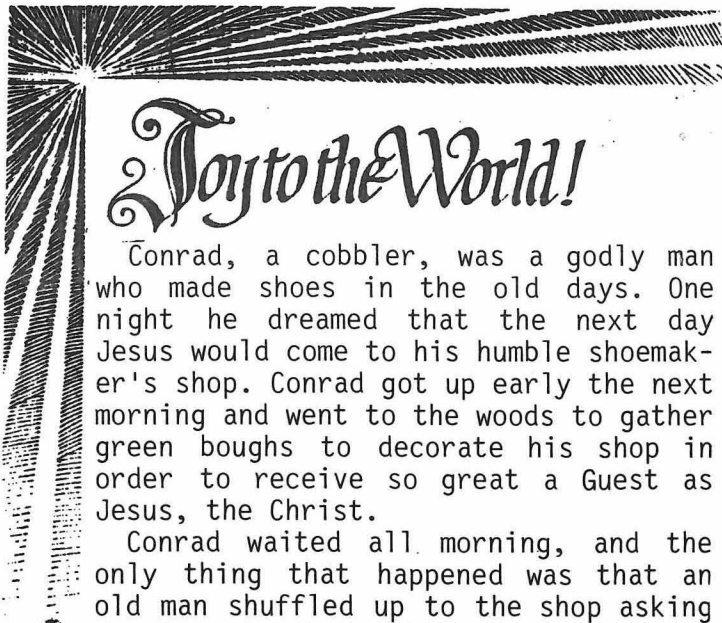 Joy to the World!
Conrad, a cobbler, was a godly man
who made shoes in the old days. One
night he dreamed that the next day
Jesus would come to his humble shoemak-
er's shop. Conrad got up early the next
morning and went to the woods to gather
green boughs to decorate his shop in
order to receive so great a Guest as
Jesus, the Christ.
Conrad waited all morning, and the
only thing that happened was that an
old man shuffled up to the shop asking